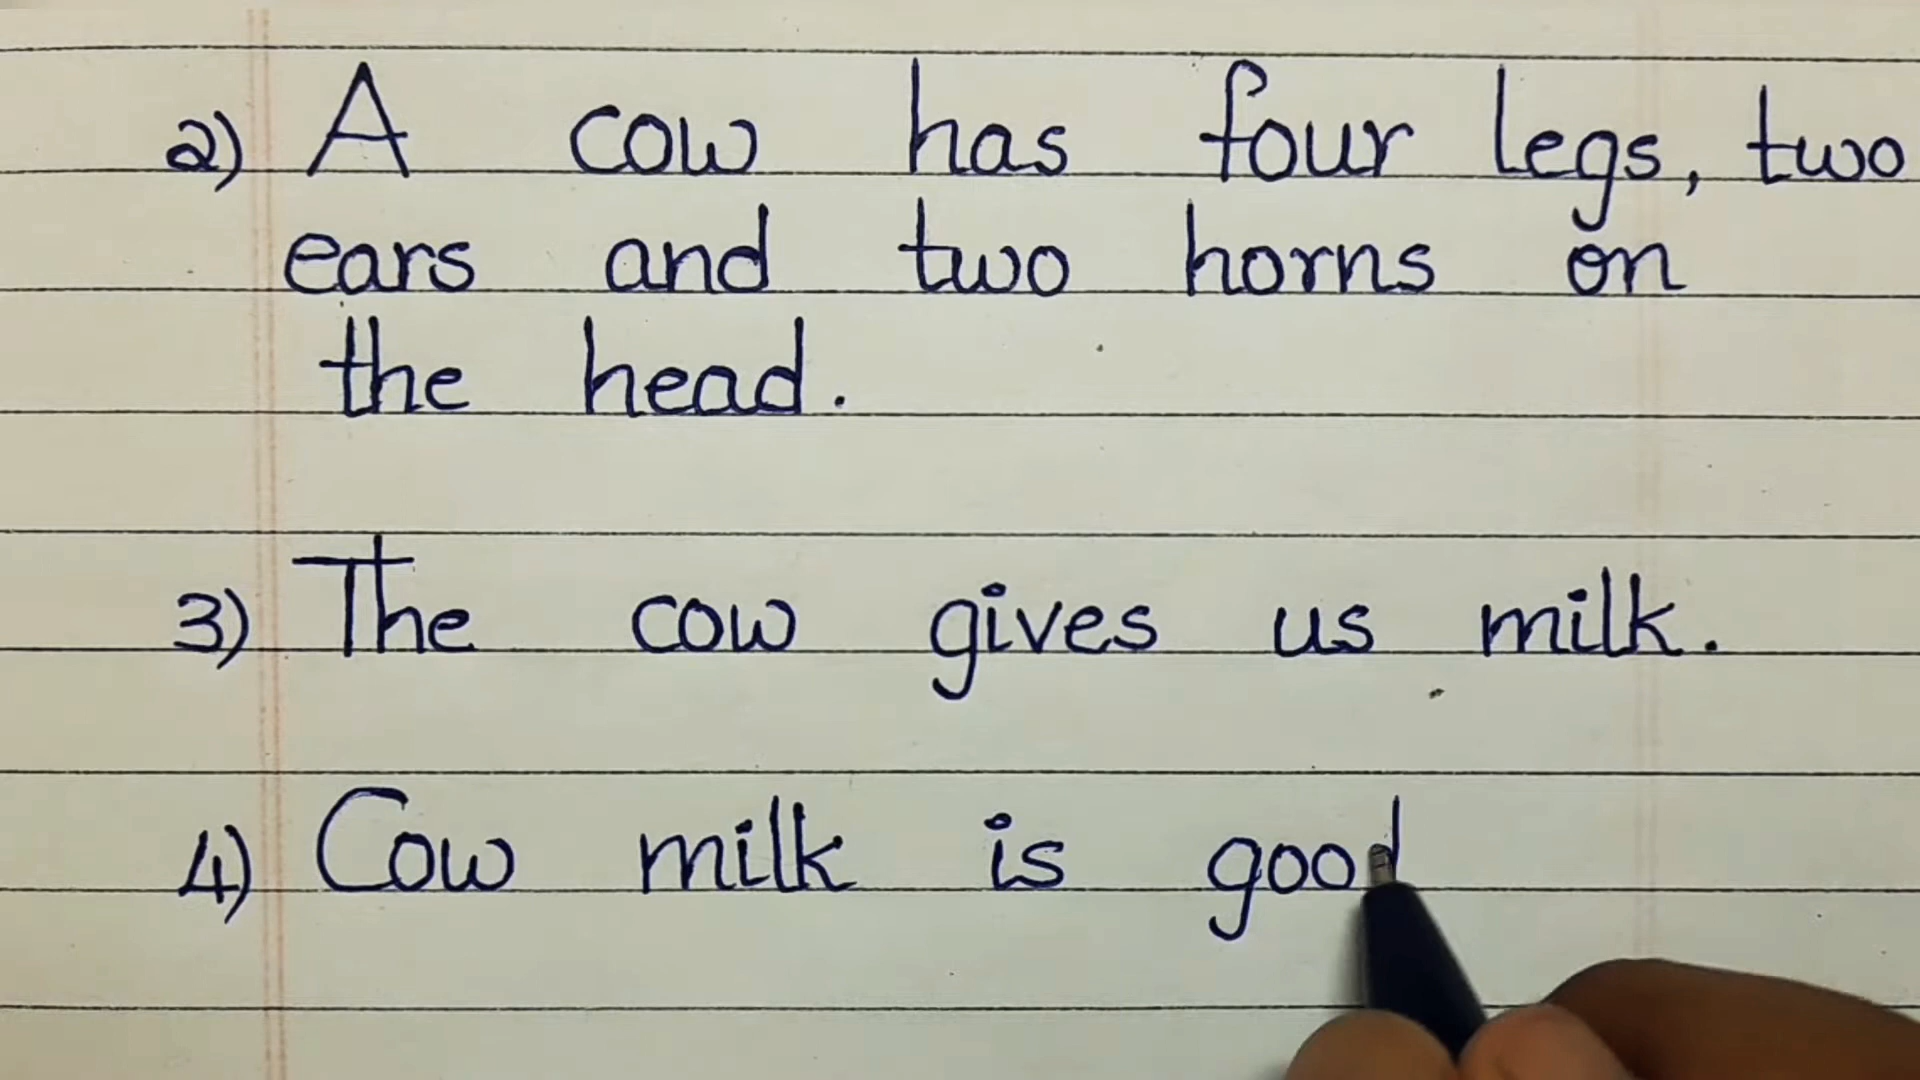 2) A cow has four legs, two
ears and two horns on
the head.
3) The cow gives us milk.
4) Cow milk is good